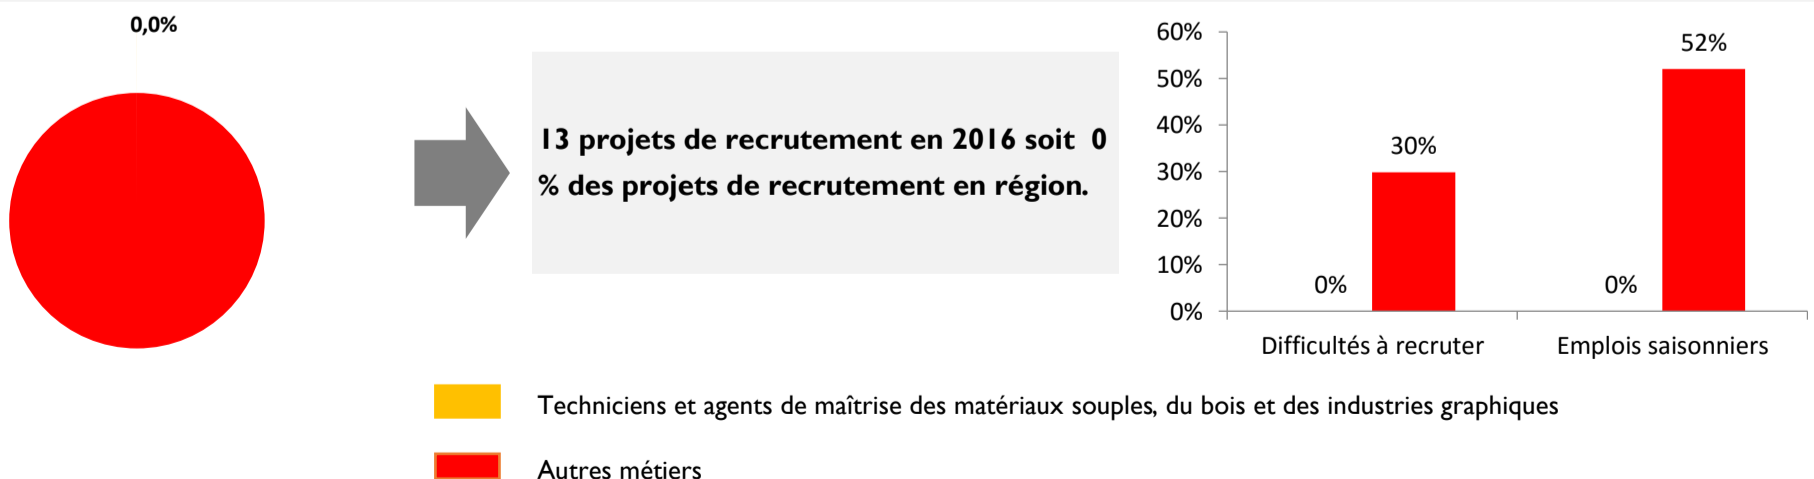 0,0%
13 projets de recrutement en 2016 soit 0
% des projets de recrutement en région.
60%
50%
40%
30%
20%
10%
0%
0%
30%
0%
52%
Difficultés à recruter
Emplois saisonniers
Techniciens et agents de maîtrise des matériaux souples, du bois et des industries graphiques
Autres métiers